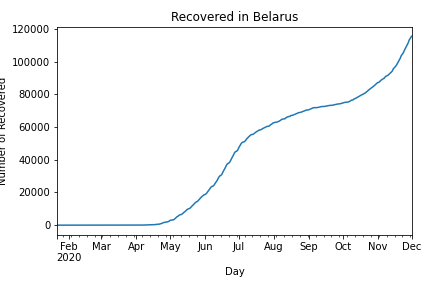 Recovered in Belarus
120000
100000
80000
60000
40000
20000
0
Number of Recovered
Feb Mar Apr May Jun Jul Aug Sep Oct Nov Dec
2020
Day